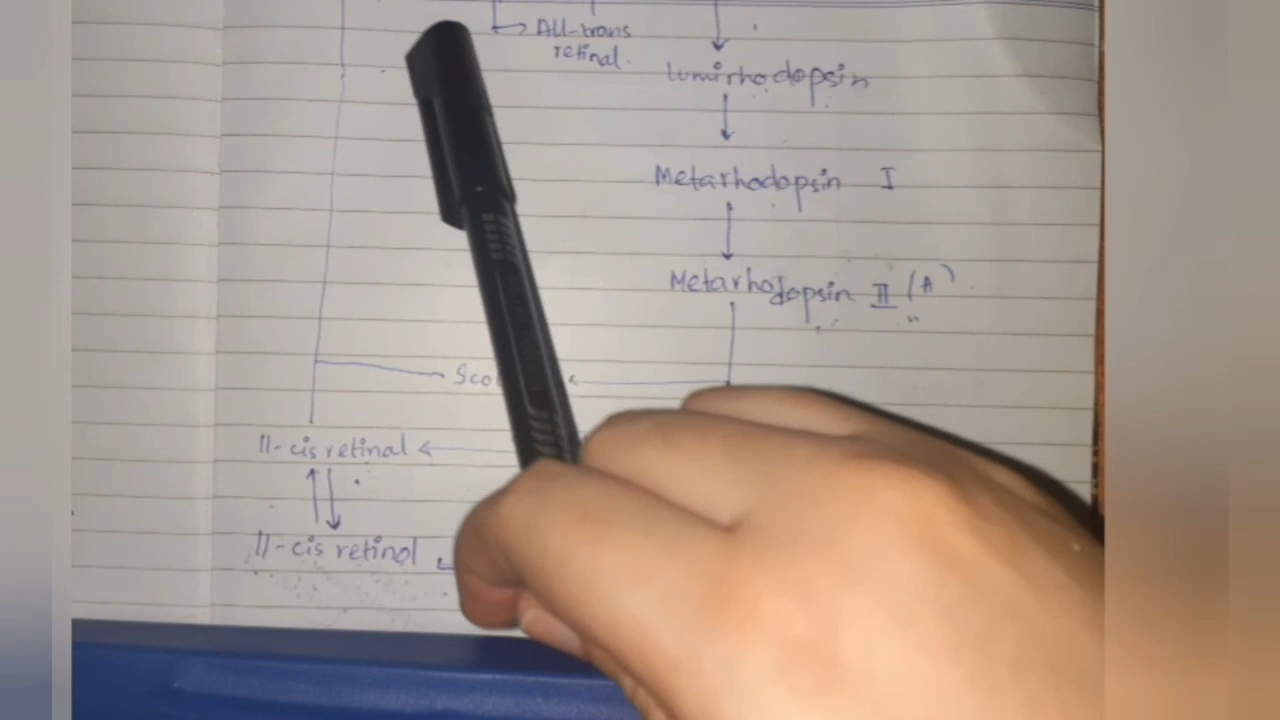 All-trans
retinal.
Lumirhodopsin
Metarhodopsin I
Metarhodopsin II (A)
11-cis retinal
11-cis retinol